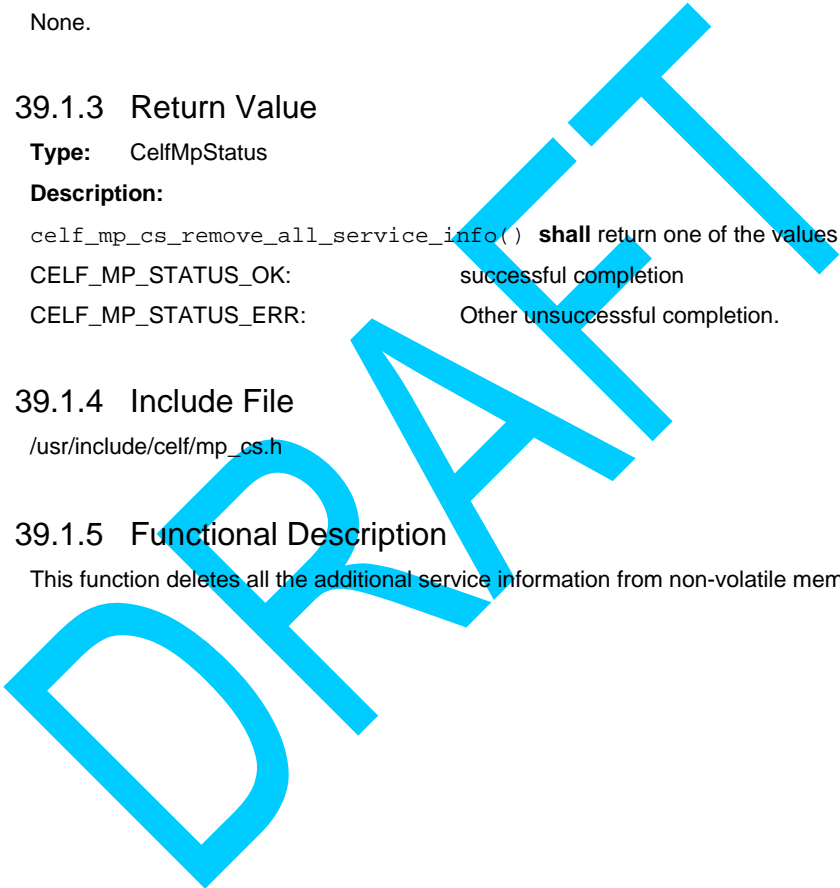 None.
39.1.3 Return Value
Type: CelfMpStatus
Description:
celf_mp_cs_remove_all_service_info() shall return one of the values
CELF_MP_STATUS_OK: successful completion
CELF_MP_STATUS_ERR: Other unsuccessful completion.
39.1.4 Include File
/usr/include/celf/mp_cs.h
39.1.5 Functional Description
This function deletes all the additional service information from non-volatile mem
DRAFT